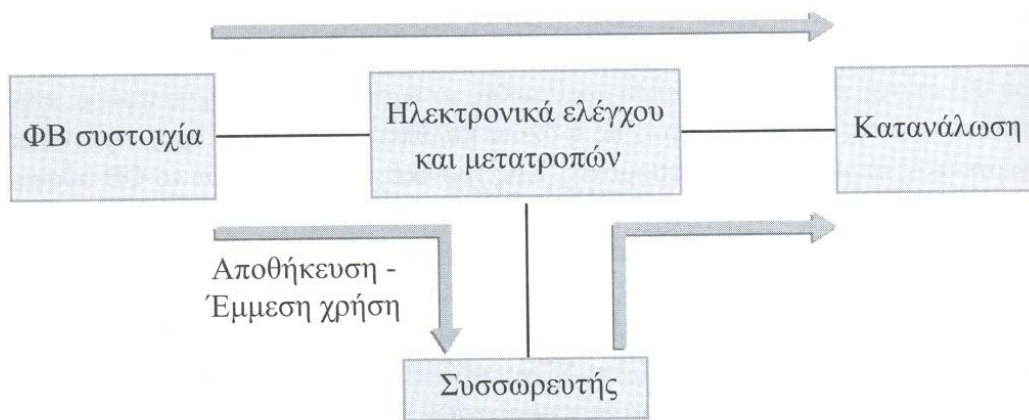 ΦΒ συστοιχία
Ηλεκτρονικά ελέγχου
και μετατροπών
Κατανάλωση
Αποθήκευση -
Έμμεση χρήση
Συσσωρευτής